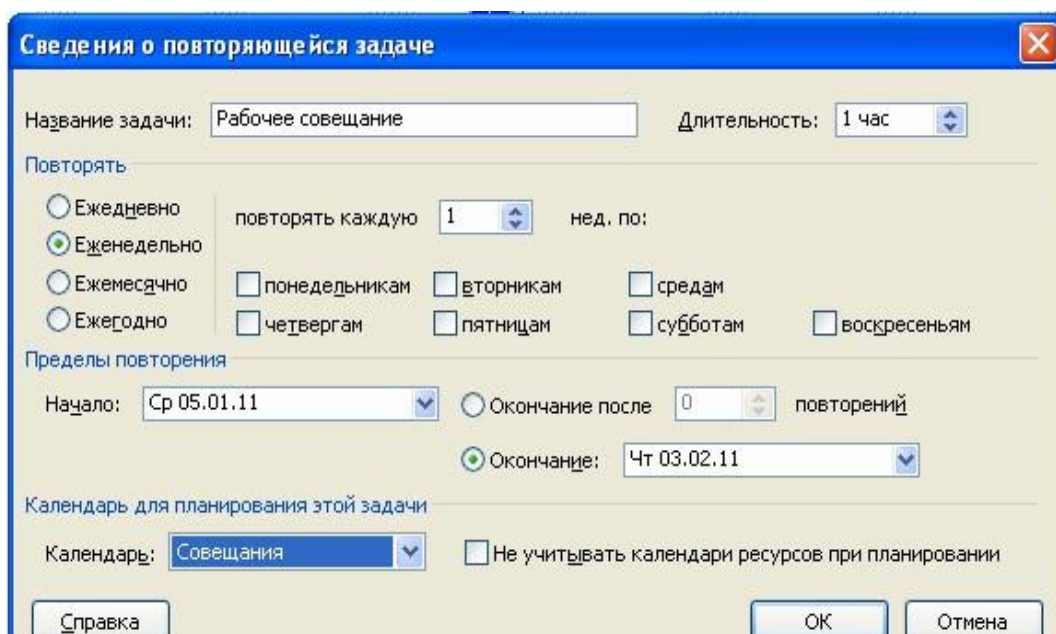 Сведения о повторяющейся задаче
Название задачи: Рабочее совещание Длительность: 1 час
Повторять
Ежедневно
повторять каждую 1 нед. по:
Еженедельно
Ежемесячно понедельникам вторникам средам
Ежегодно четвергам пятницам субботам воскресеньям
Пределы повторения
Начало: Ср 05.01.11 Окончание после 0 повторений
Окончание: Чт 03.02.11
Календарь для планирования этой задачи
Календарь: Совещания Не учитывать календари ресурсов при планировании
Справка ОК Отмена